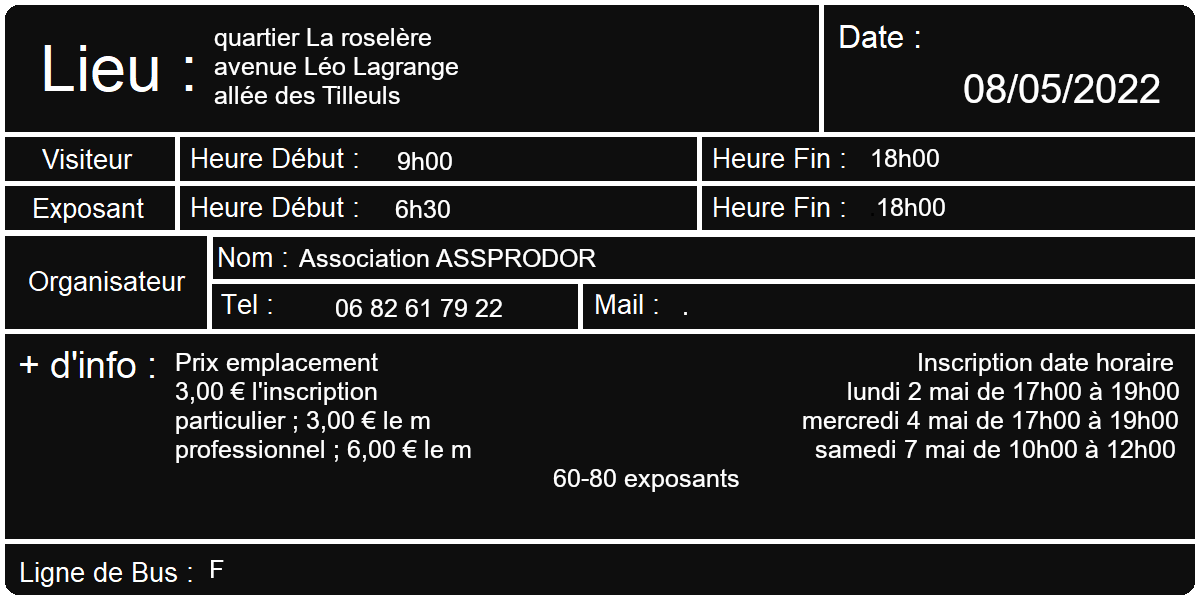 Lieu :
quartier La roselère
avenue Léo Lagrange
allée des Tilleuls
Date :
08/05/2022
Visiteur
Heure Début : 9h00
Heure Fin : 18h00
Exposant
Heure Début : 6h30
Heure Fin : .18h00
Organisateur
Nom : Association ASSPRODOR
Tel : 06 82 61 79 22
Mail : .
+ d'info :
Prix emplacement
3,00 € l'inscription
particulier ; 3,00 € le m
professionnel ; 6,00 € le m
Inscription date horaire
lundi 2 mai de 17h00 à 19h00
mercredi 4 mai de 17h00 à 19h00
samedi 7 mai de 10h00 à 12h00
60-80 exposants
Ligne de Bus : F